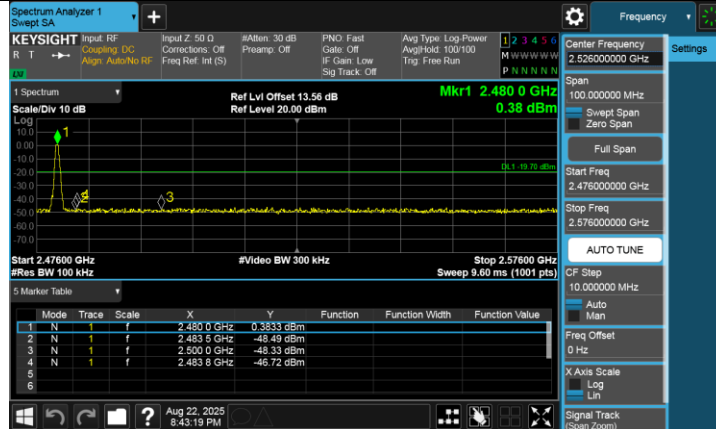 Spectrum Analyzer 1
Swept SA
+
Frequency
KEYSIGHT
R T
Input: RF
Coupling: DC
Align: Auto/No RF
Input Z: 50 Ω
Corrections: Off
Freq Ref: Int (S)
#Atten: 30 dB
Preamp: Off
PNO: Fast
Gate: Off
IF Gain: Low
Sig Track: Off
Avg Type: Log-Power
Avg|Hold: 100/100
Trig: Free Run
1 2 3 4 5 6
M W W W W W
P N N N N N
Settings
Center Frequency
2.526000000 GHz
Span
100.000000 MHz
Swept Span
Zero Span
Full Span
Start Freq
2.476000000 GHz
Stop Freq
2.576000000 GHz
AUTO TUNE
CF Step
10.000000 MHz
Auto
Man
Freq Offset
0 Hz
X Axis Scale
Log
Lin
Signal Track
(Span Zoom)
1 Spectrum
Scale/Div 10 dB
Ref Lvl Offset 13.56 dB
Ref Level 20.00 dBm
Mkr1 2.480 0 GHz
0.38 dBm
Log
10.0
0.00
-10.0
-20.0
-30.0
-40.0
-50.0
-60.0
-70.0
1
3
DL1 -19.70 dBm
Start 2.47600 GHz
#Res BW 100 kHz
#Video BW 300 kHz
Stop 2.57600 GHz
Sweep 9.60 ms (1001 pts)
5 Marker Table
Mode Trace Scale X Y Function Function Width Function Value
1 N 1 f 2.480 0 GHz 0.3833 dBm
2 N 1 f 2.483 5 GHz -48.49 dBm
3 N 1 f 2.500 0 GHz -48.33 dBm
4 N 1 f 2.483 8 GHz -46.72 dBm
5
6
?
Aug 22, 2025
8:43:19 PM